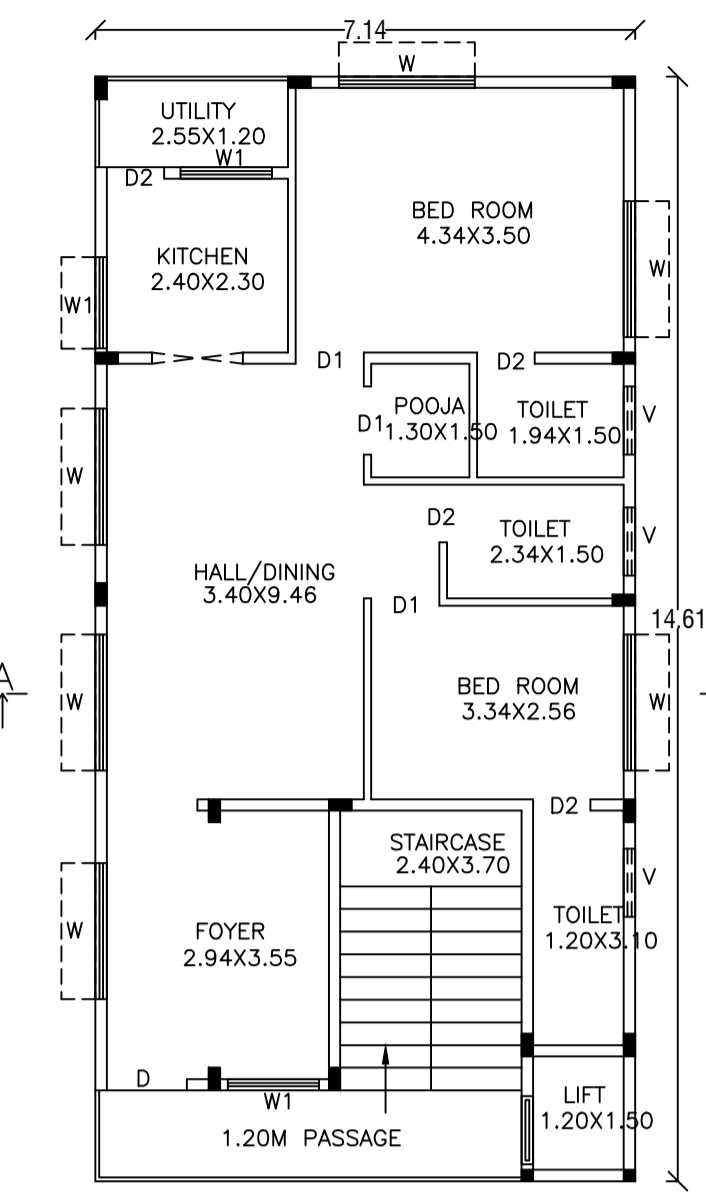 7.14
W
UTILITY
2.55X1.20
W1
D2
BED ROOM
4.34X3.50
KITCHEN
2.40X2.30
W
W1
D1
D2
POOJA
D1
1.30X1.50
TOILET
1.94X1.50
V
W
D2
TOILET
2.34X1.50
V
HALL/DINING
3.40X9.46
D1
14.61
A
W
BED ROOM
3.34X2.56
W
D2
STAIRCASE
2.40X3.70
V
W
FOYER
2.94X3.55
TOILET
1.20X3.10
D
W1
LIFT
1.20X1.50
1.20M PASSAGE